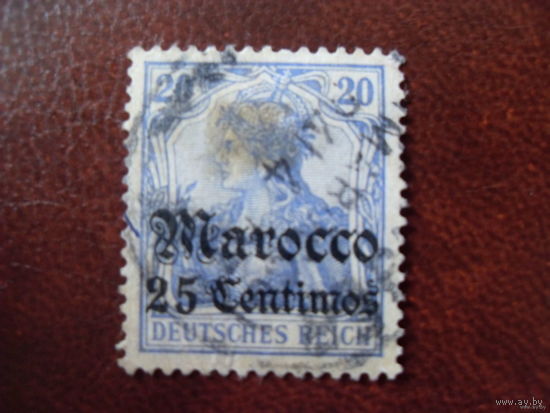 20 20
Marocco
25 Centimos
DEUTSCHES REICH
www.ay.by